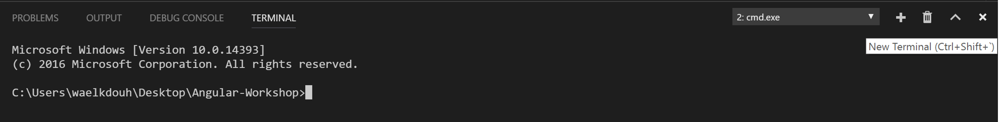 PROBLEMS OUTPUT DEBUG CONSOLE TERMINAL 2: cmd.exe
New Terminal (Ctrl+Shift+`)
Microsoft Windows [Version 10.0.14393]
(c) 2016 Microsoft Corporation. All rights reserved.
C:\Users\waelkdouh\Desktop\Angular-Workshop>